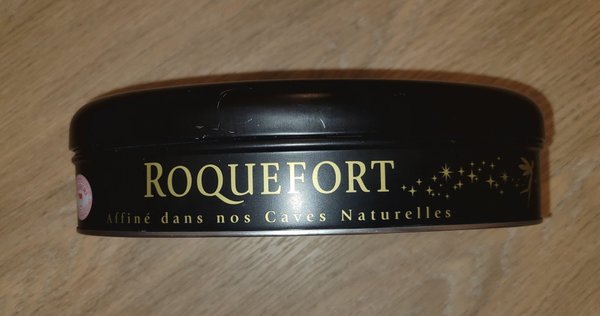 ROQUEFORT
Affiné dans nos Caves Naturelles